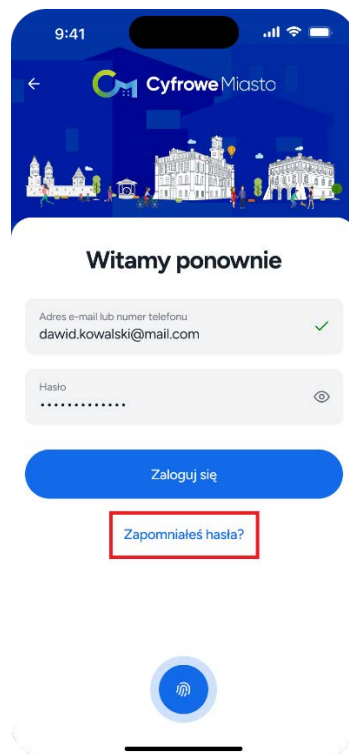 9:41
Cyfrowe Miasto
Witamy ponownie
Adres e-mail lub numer telefonu
dawid.kowalski@mail.com
Hasło
•••••••••••••
Zaloguj się
Zapomniałeś hasła?